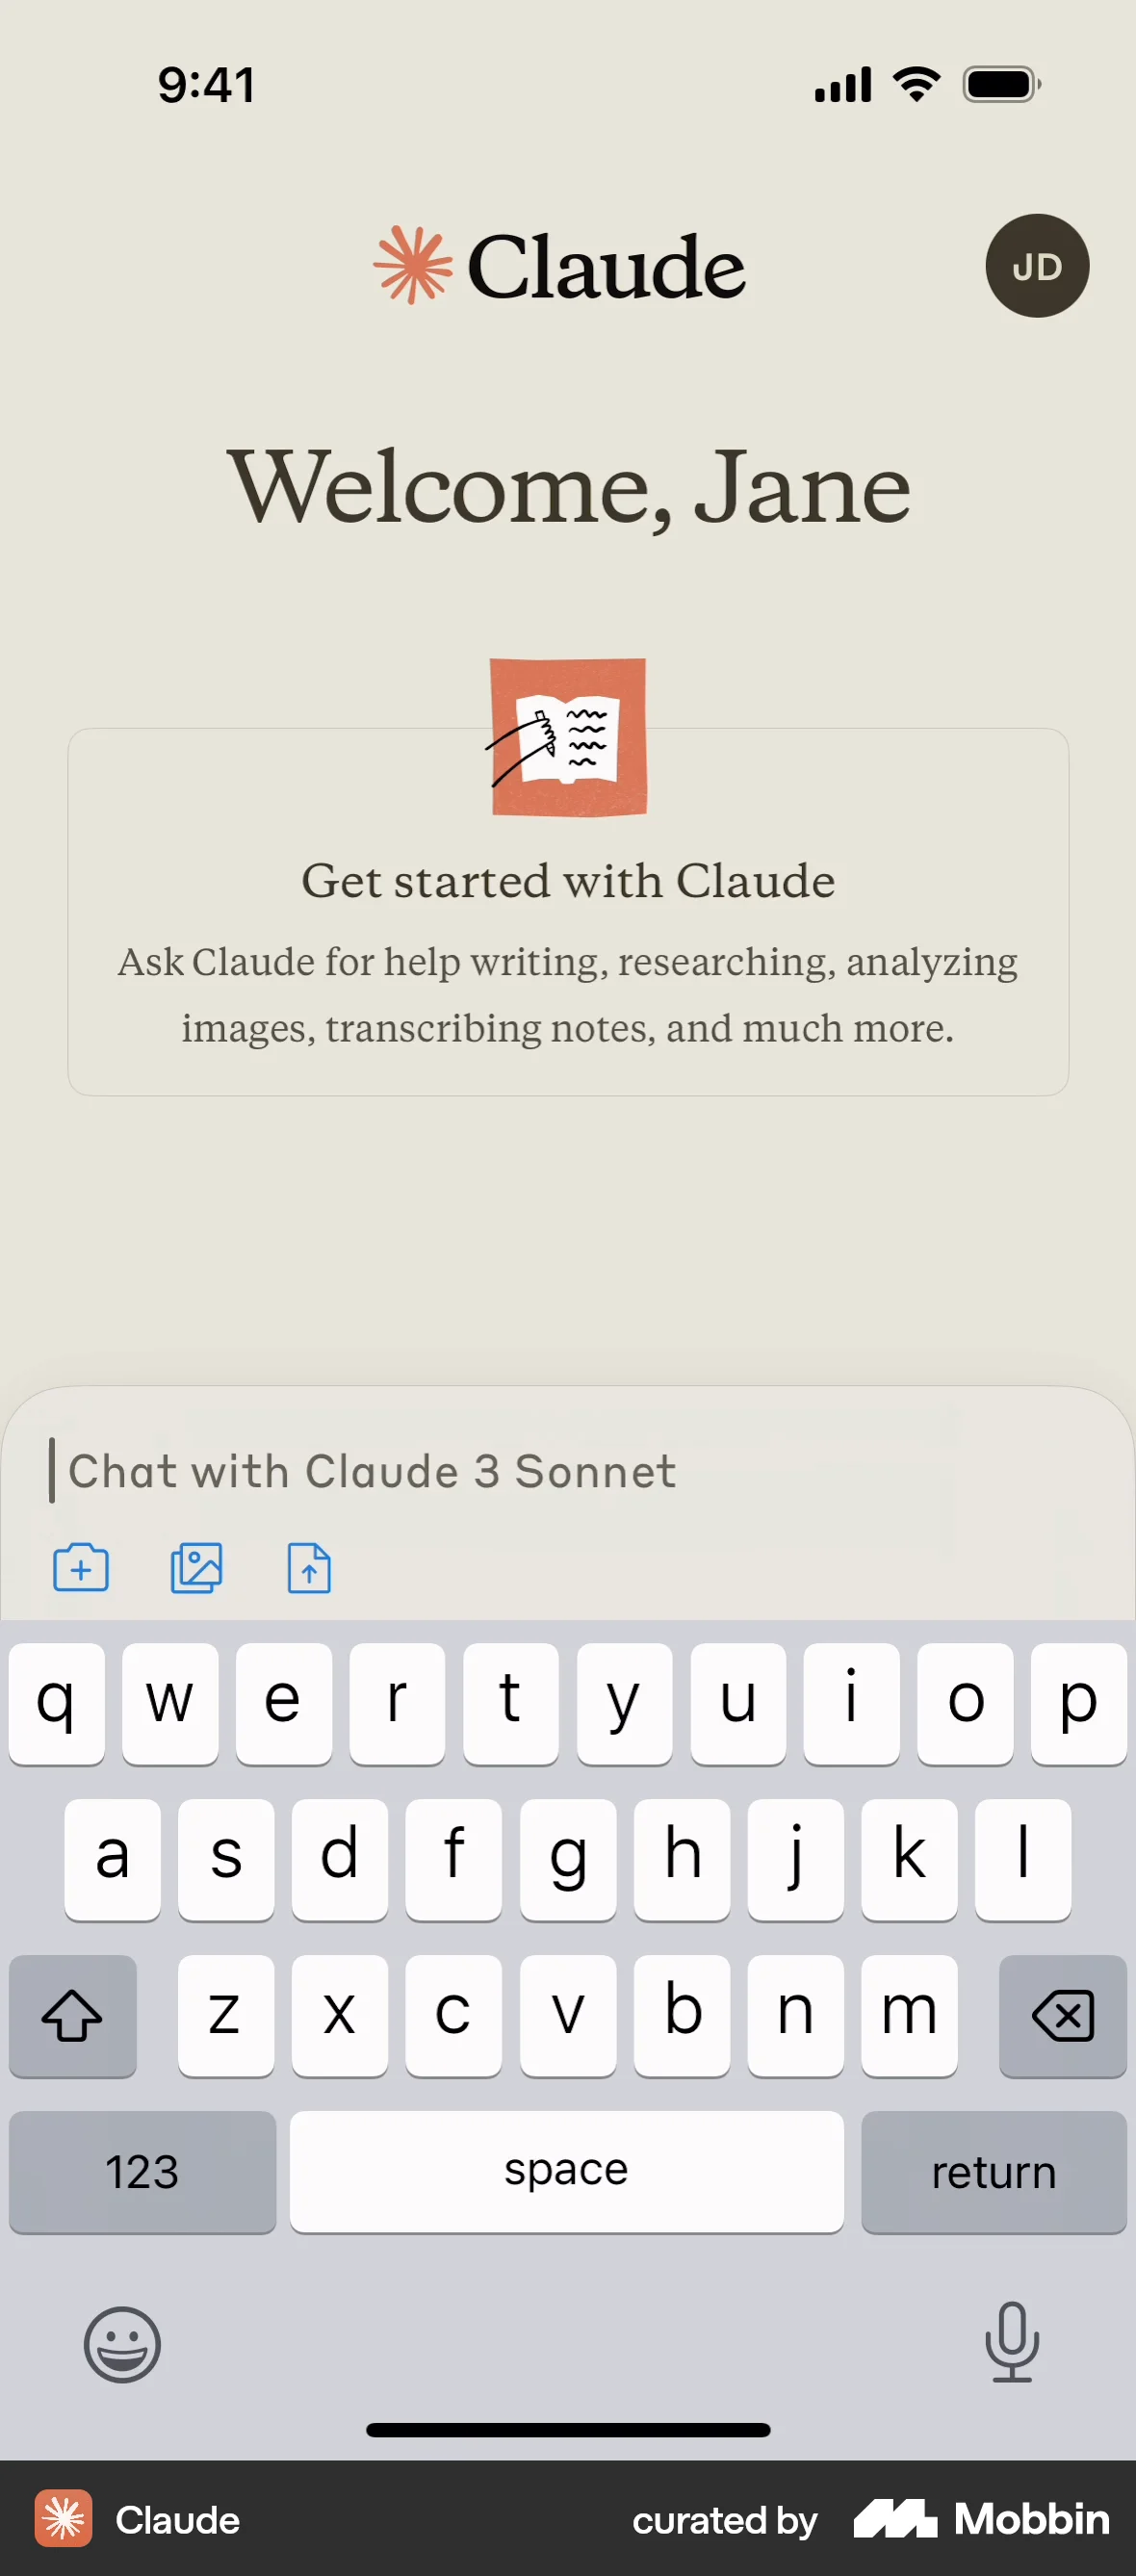 9:41
Claude
JD
Welcome, Jane
Get started with Claude
Ask Claude for help writing, researching, analyzing
images, transcribing notes, and much more.
Chat with Claude 3 Sonnet
q w e r t y u i o p
a s d f g h j k l
z x c v b n m
123 space return
Claude curated by Mobbin